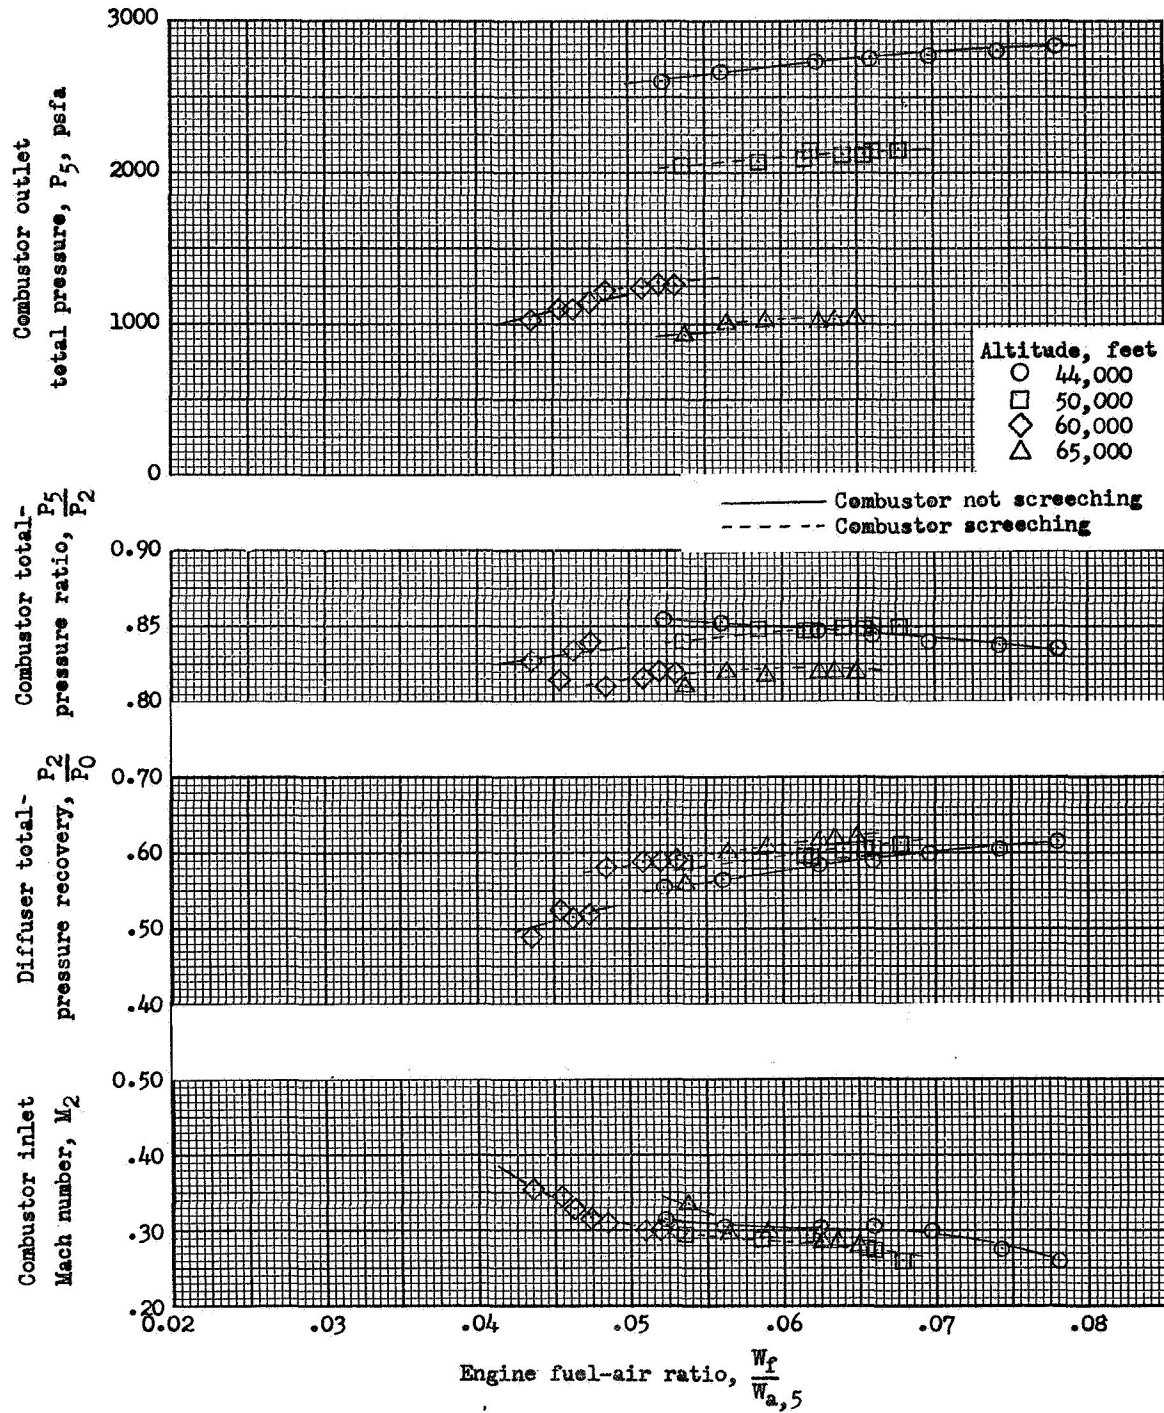 3000
2000
1000
0
Combustor outlet
total pressure, P5, psfa
Altitude, feet
44,000
50,000
60,000
65,000
Combustor not screeching
Combustor screeching
0.90
.85
.80
Combustor total-
pressure ratio, P5/P2
0.70
.60
.50
.40
Diffuser total-
pressure recovery, P2/P0
0.50
.40
.30
.20
Combustor inlet
Mach number, M2
0.02
.03
.04
.05
.06
.07
.08
Engine fuel-air ratio, Wf/Wa,5